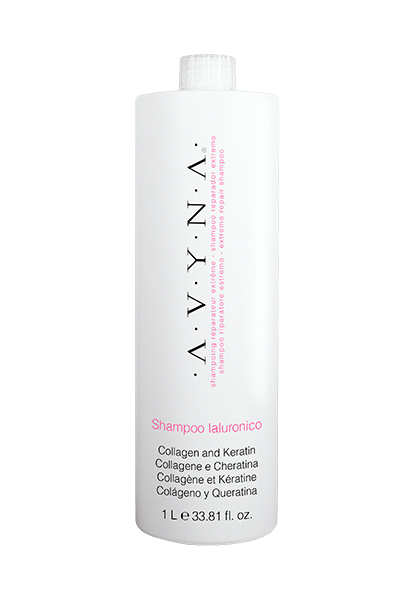 ·A·V·Y·N·A·®
shampoing réparateur extrême - shampoo reparador extremo
shampoo riparatore estremo - extreme repair shampoo
Shampoo Ialuronico
Collagen and Keratin
Collagene e Cheratina
Collagène et Kératine
Colágeno y Queratina
1 L e 33.81 fl. oz.